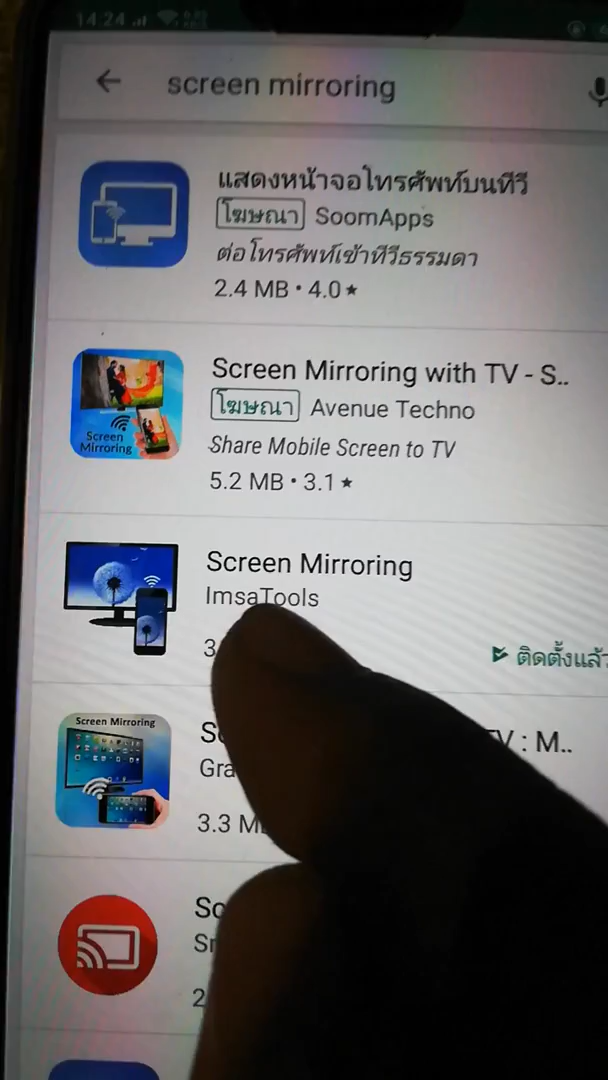 14.24
screen mirroring
แสดงหน้าจอโทรศัพท์บนทีวี
โฆษณา SoomApps
ต่อโทรศัพท์เข้าทีวีธรรมดา
2.4 MB • 4.0 ★
Screen Mirroring with TV - S..
โฆษณา Avenue Techno
Share Mobile Screen to TV
5.2 MB • 3.1 ★
Screen Mirroring
Screen Mirroring
ImsaTools
ติดตั้งแล้ว
Screen Mirroring
TV : M..
3.3